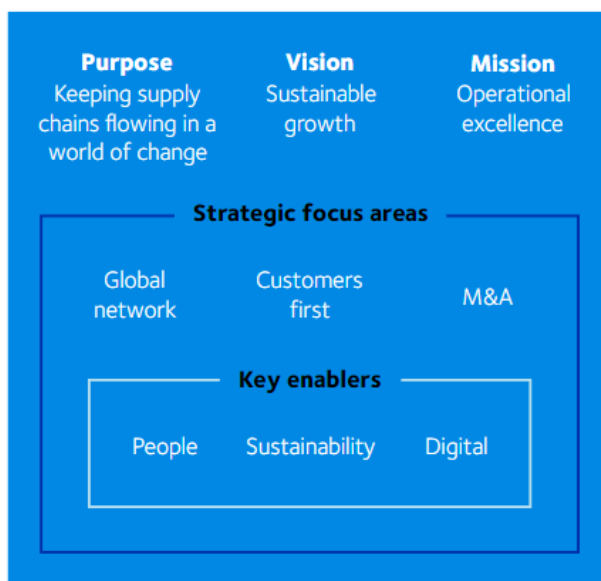 Purpose
Keeping supply
chains flowing in a
world of change
Vision
Sustainable
growth
Mission
Operational
excellence
Strategic focus areas
Global
network
Customers
first
M&A
Key enablers
People
Sustainability
Digital